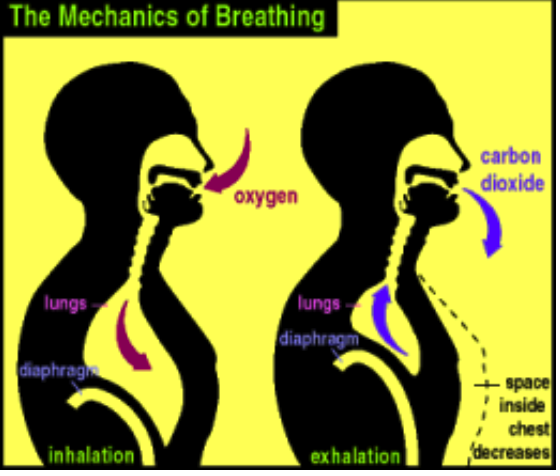 The Mechanics of Breathing
oxygen
lungs
diaphragm
inhalation
carbon
dioxide
lungs
diaphragm
space
inside
chest
decreases
exhalation